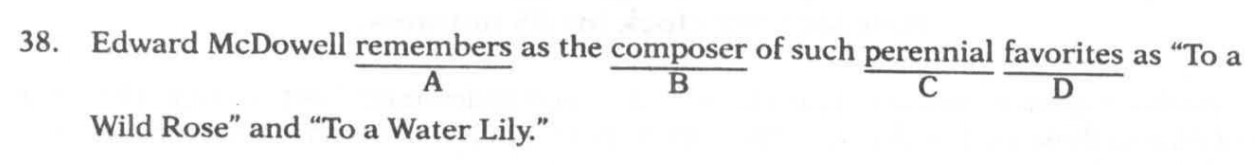 38. Edward McDowell remembers as the composer of such perennial favorites as “To a
A B C D
Wild Rose” and “To a Water Lily.”